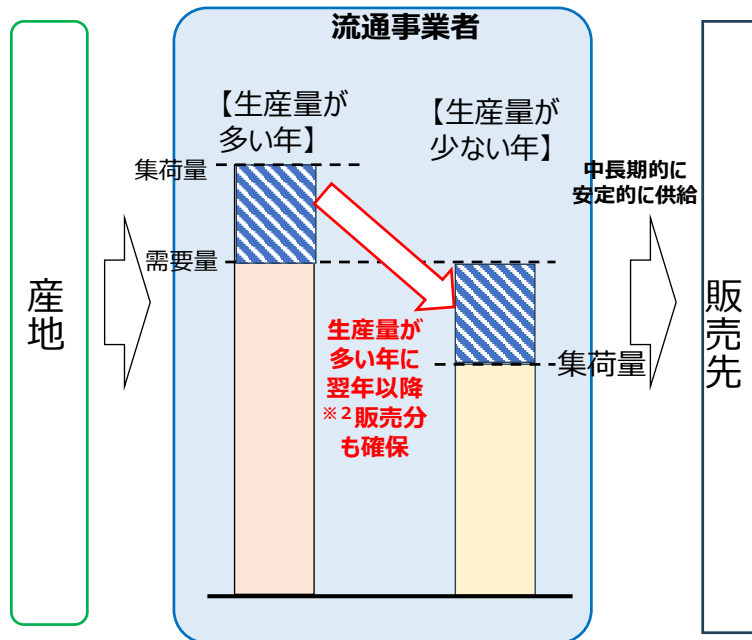 流通事業者
【生産量が
多い年】
【生産量が
少ない年】
集荷量
需要量
産地
生産量が
多い年に
翌年以降
※2販売分
も確保
集荷量
中長期的に
安定的に供給
販売先